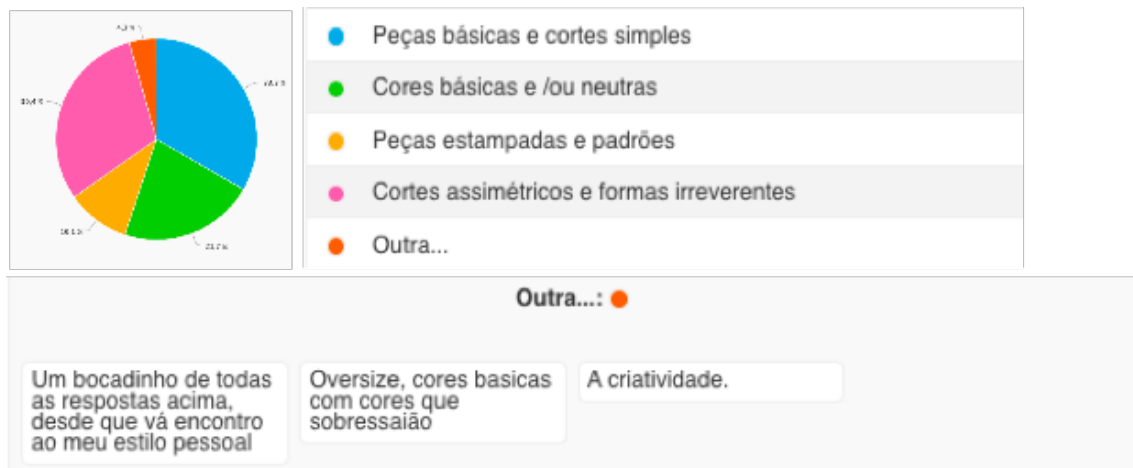 Peças básicas e cortes simples
Cores básicas e /ou neutras
Peças estampadas e padrões
Cortes assimétricos e formas irreverentes
Outra...
Outra...:
Um bocadinho de todas
as respostas acima,
desde que vá encontro
ao meu estilo pessoal
Oversize, cores basicas
com cores que
sobressaião
A criatividade.